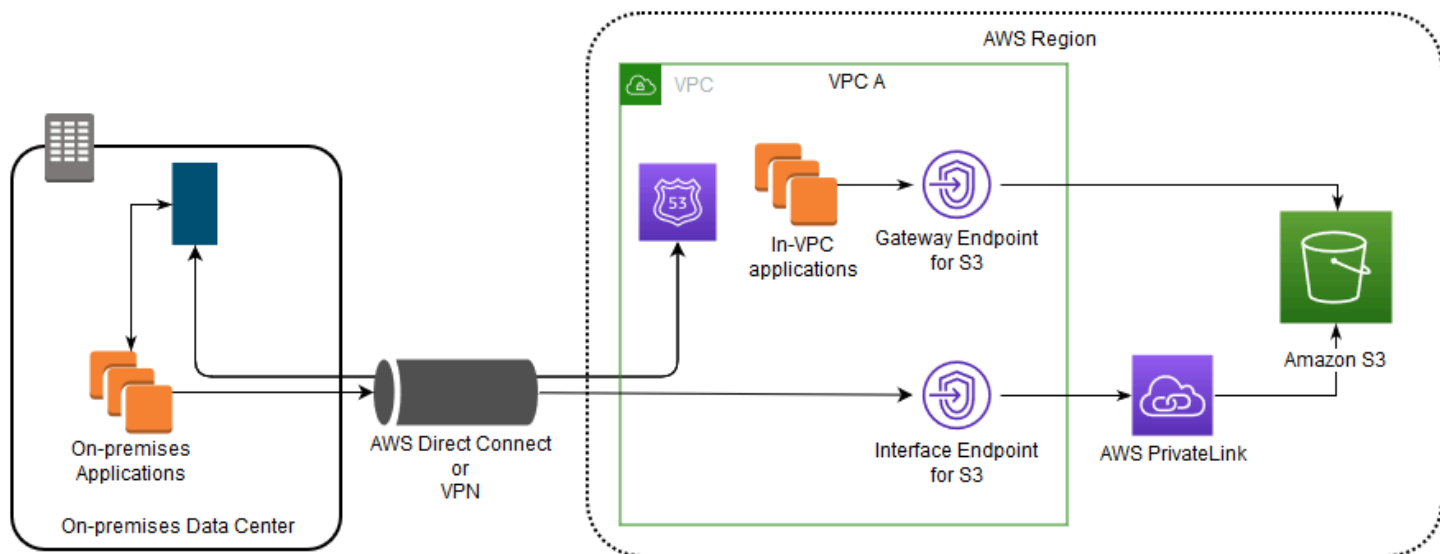 AWS Region
VPC
VPC A
53
In-VPC
applications
Gateway Endpoint
for S3
Amazon S3
On-premises
Applications
AWS Direct Connect
or
VPN
Interface Endpoint
for S3
AWS PrivateLink
On-premises Data Center